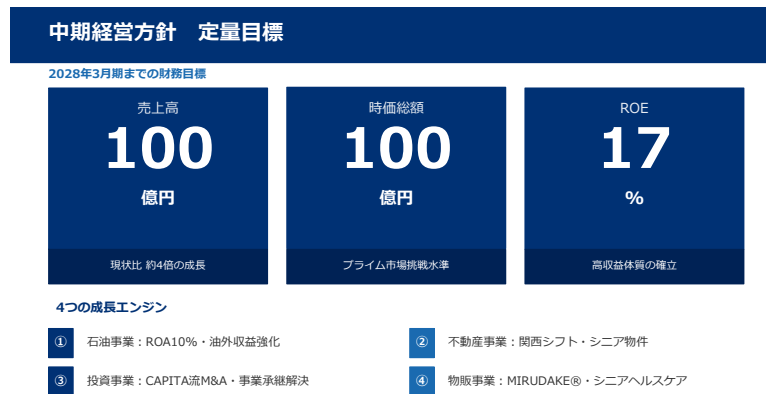 中期経営方針　定量目標
2028年3月期までの財務目標
売上高
100
億円
現状比 約4倍の成長
時価総額
100
億円
プライム市場挑戦水準
ROE
17
%
高収益体質の確立
4つの成長エンジン
① 石油事業：ROA10%・油外収益強化
② 不動産事業：関西シフト・シニア物件
③ 投資事業：CAPITA流M&A・事業承継解決
④ 物販事業：MIRUDAKE®・シニアヘルスケア